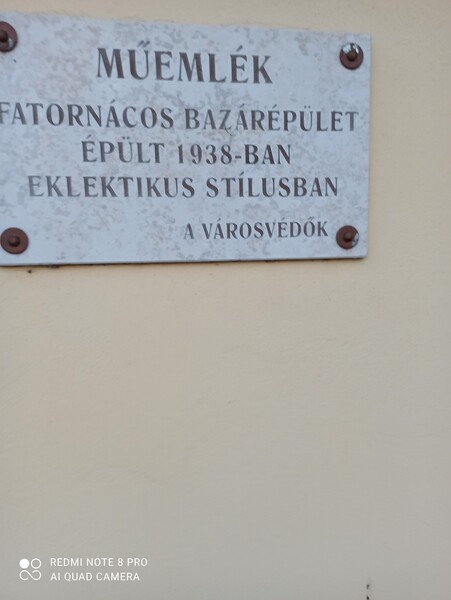 MŰEMLÉK
FATORNÁCOS BAZÁRÉPÜLET
ÉPÜLT 1938-BAN
EKLEKTIKUS STÍLUSBAN
A VÁROSVÉDŐK
REDMI NOTE 8 PRO
AI QUAD CAMERA